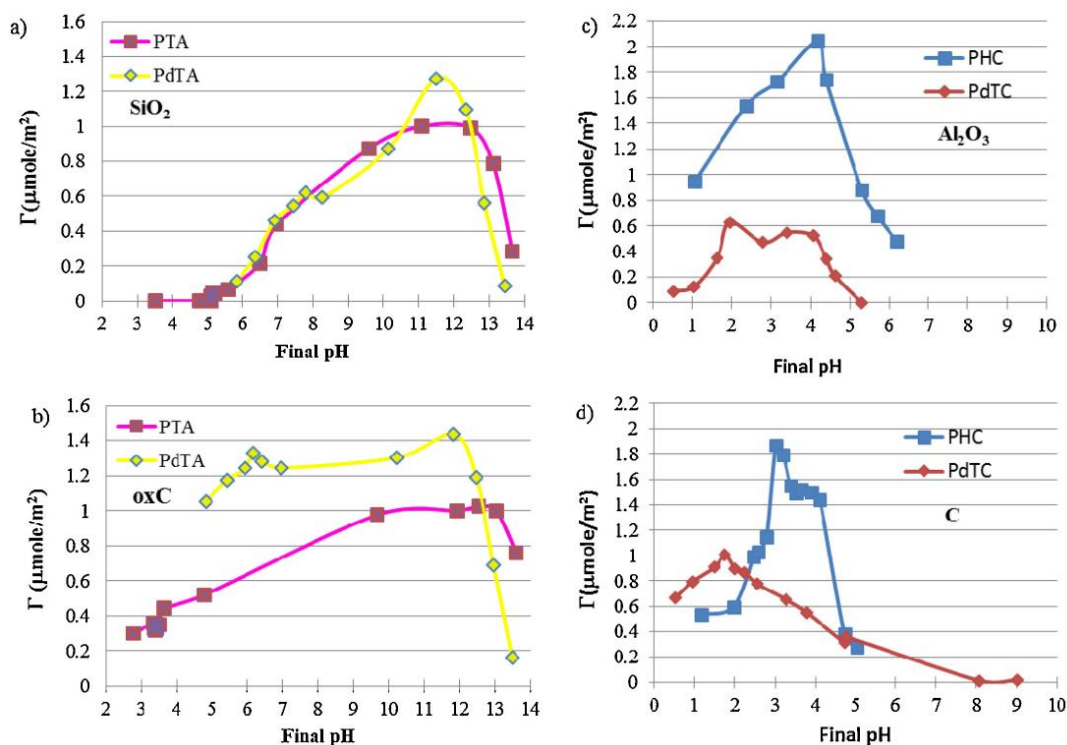 a)
Γ(µmole/m²)
1.6
1.4
1.2
1
0.8
0.6
0.4
0.2
0
PTA
PdTA
SiO₂
2 3 4 5 6 7 8 9 10 11 12 13 14
Final pH
c)
Γ(µmole/m²)
2.2
2
1.8
1.6
1.4
1.2
1
0.8
0.6
0.4
0.2
0
PHC
PdTC
Al₂O₃
0 1 2 3 4 5 6 7 8 9 10
Final pH
b)
Γ (µmole/m²)
1.6
1.4
1.2
1
0.8
0.6
0.4
0.2
0
PTA
PdTA
oxC
2 3 4 5 6 7 8 9 10 11 12 13 14
Final pH
d)
Γ(µmole/m²)
2.2
2
1.8
1.6
1.4
1.2
1
0.8
0.6
0.4
0.2
0
PHC
PdTC
C
0 1 2 3 4 5 6 7 8 9 10
Final pH